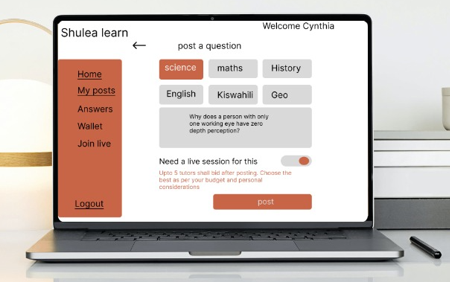 Shulea learn
Welcome Cynthia
post a question
Home
My posts
Answers
Wallet
Join live
Logout
science
maths
History
English
Kiswahili
Geo
Why does a person with only
one working eye have zero
depth perception?
Need a live session for this
Upto 5 tutors shall bid after posting. Choose the
best as per your budget and personal
considerations
post